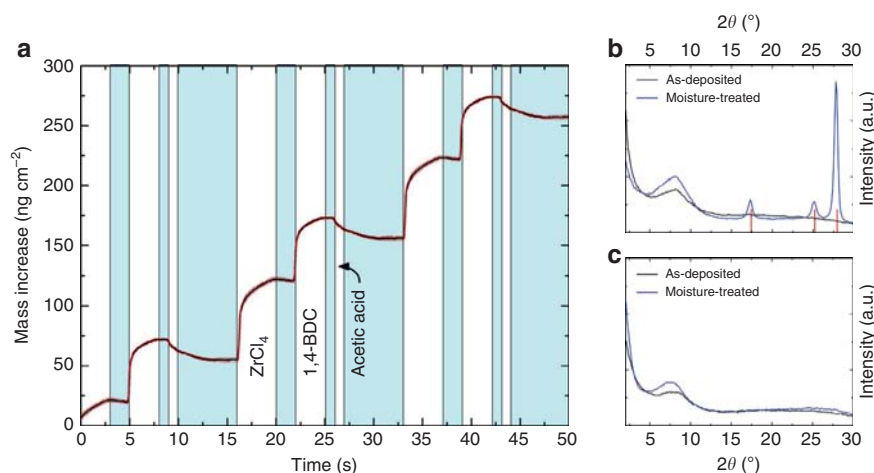 a
300
250
200
150
100
50
0
Mass increase (ng cm⁻²)
ZrCl₄
1,4-BDC
Acetic acid
0 5 10 15 20 25 30 35 40 45 50
Time (s)
2θ (°)
b 5 10 15 20 25 30
As-deposited
Moisture-treated
Intensity (a.u.)
c
As-deposited
Moisture-treated
Intensity (a.u.)
5 10 15 20 25 30
2θ (°)